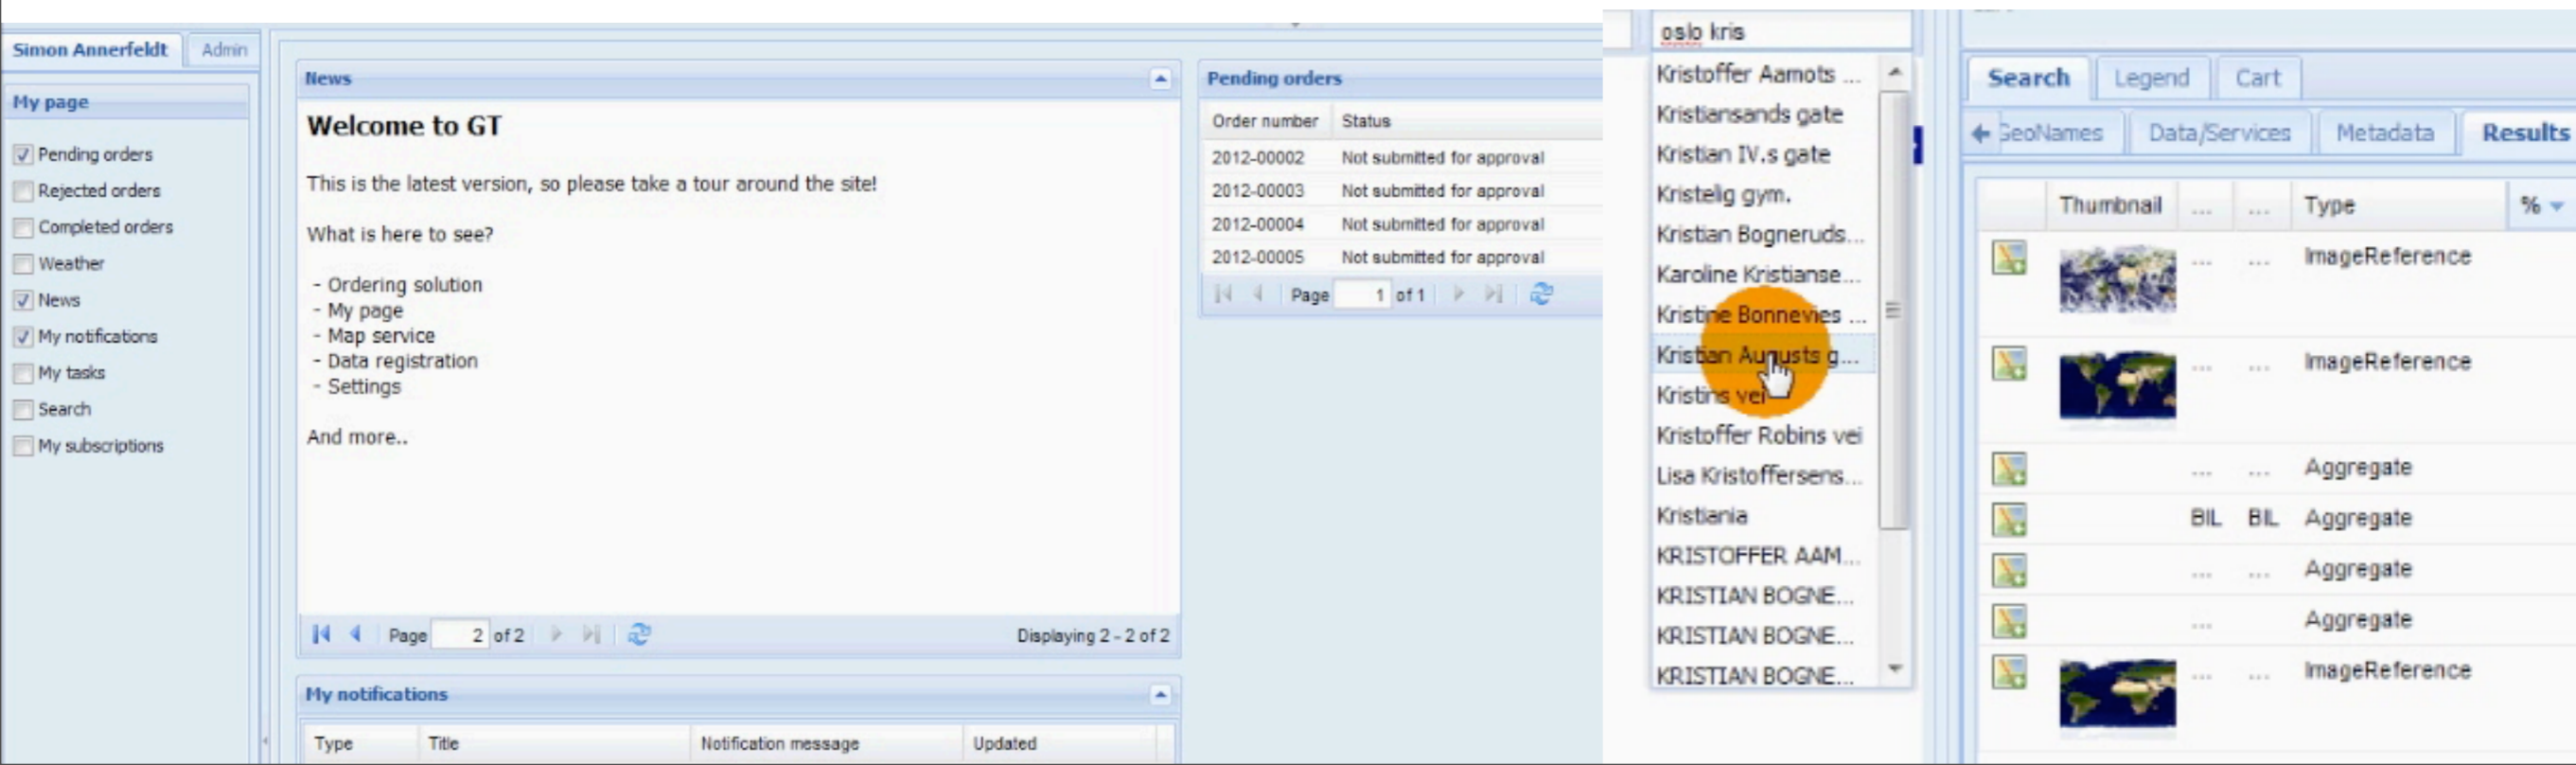 Simon Annerfeldt
Admin
My page
Pending orders
Rejected orders
Completed orders
Weather
News
My notifications
My tasks
Search
My subscriptions
News
Welcome to GT
This is the latest version, so please take a tour around the site!
What is here to see?
- Ordering solution
- My page
- Map service
- Data registration
- Settings
And more..
Page 2 of 2
Displaying 2 - 2 of 2
My notifications
Type Title Notification message Updated
Pending orders
Order number Status
2012-00002 Not submitted for approval
2012-00003 Not submitted for approval
2012-00004 Not submitted for approval
2012-00005 Not submitted for approval
Page 1 of 1
oslo kris
Kristoffer Aamots ...
Kristiansands gate
Kristian IV.s gate
Kristelig gym.
Kristian Bogneruds...
Karoline Kristianse...
Kristine Bonnevies ...
Kristian Augusts g...
Kristins vei
Kristoffer Robins vei
Lisa Kristoffersens...
Kristiania
KRISTOFFER AAM...
KRISTIAN BOGNE...
KRISTIAN BOGNE...
KRISTIAN BOGNE...
Search Legend Cart
GeoNames Data/Services Metadata Results
Thumbnail ... ... Type %
... ... ImageReference
... ... ImageReference
... ... Aggregate
BIL BIL Aggregate
... ... Aggregate
... Aggregate
... ... ImageReference